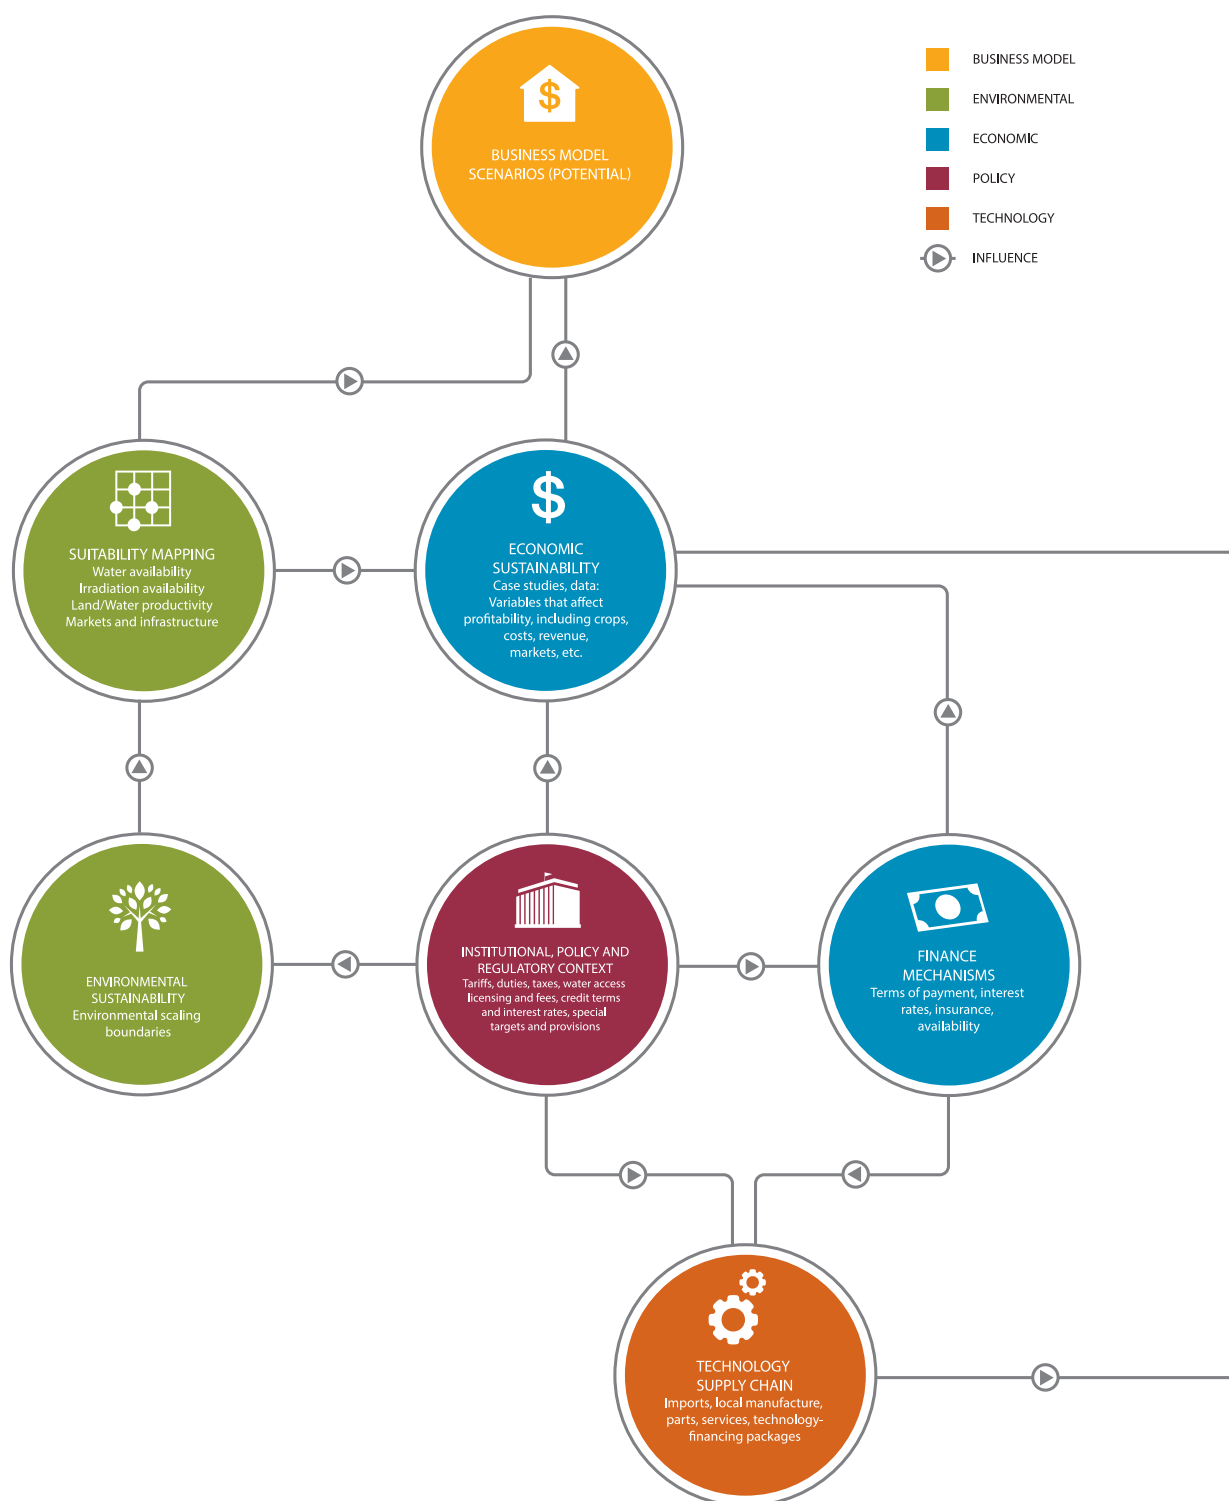 BUSINESS MODEL
ENVIRONMENTAL
ECONOMIC
POLICY
TECHNOLOGY
INFLUENCE
$
BUSINESS MODEL
SCENARIOS (POTENTIAL)
SUITABILITY MAPPING
Water availability
Irradiation availability
Land/Water productivity
Markets and infrastructure
$
ECONOMIC
SUSTAINABILITY
Case studies, data:
Variables that affect
profitability, including crops,
costs, revenue,
markets, etc.
ENVIRONMENTAL
SUSTAINABILITY
Environmental scaling
boundaries
INSTITUTIONAL, POLICY AND
REGULATORY CONTEXT
Tariffs, duties, taxes, water access
licensing and fees, credit terms
and interest rates, special
targets and provisions
FINANCE
MECHANISMS
Terms of payment, interest
rates, insurance,
availability
TECHNOLOGY
SUPPLY CHAIN
Imports, local manufacture,
parts, services, technology-
financing packages